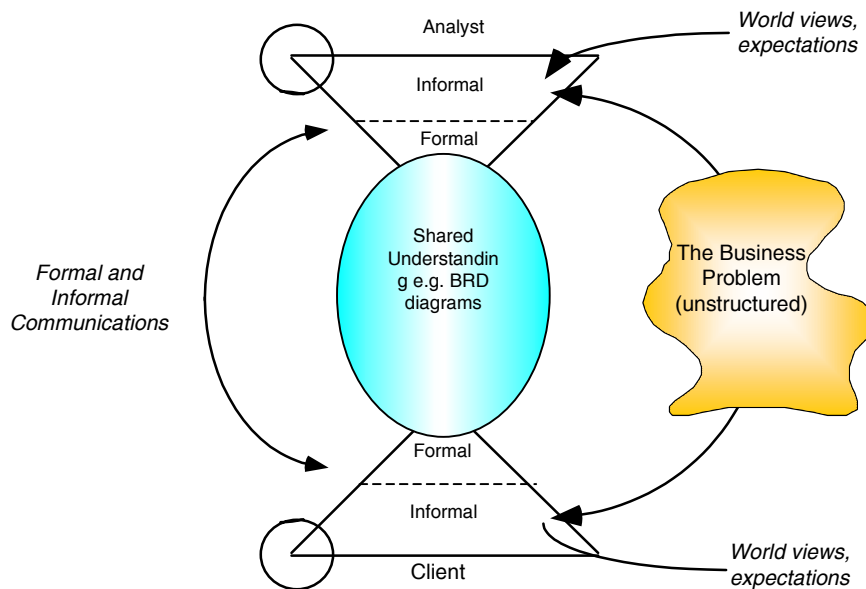 Analyst
World views,
expectations
Informal
Formal
Shared
Understandin
g e.g. BRD
diagrams
The Business
Problem
(unstructured)
Formal and
Informal
Communications
Formal
Informal
Client
World views,
expectations